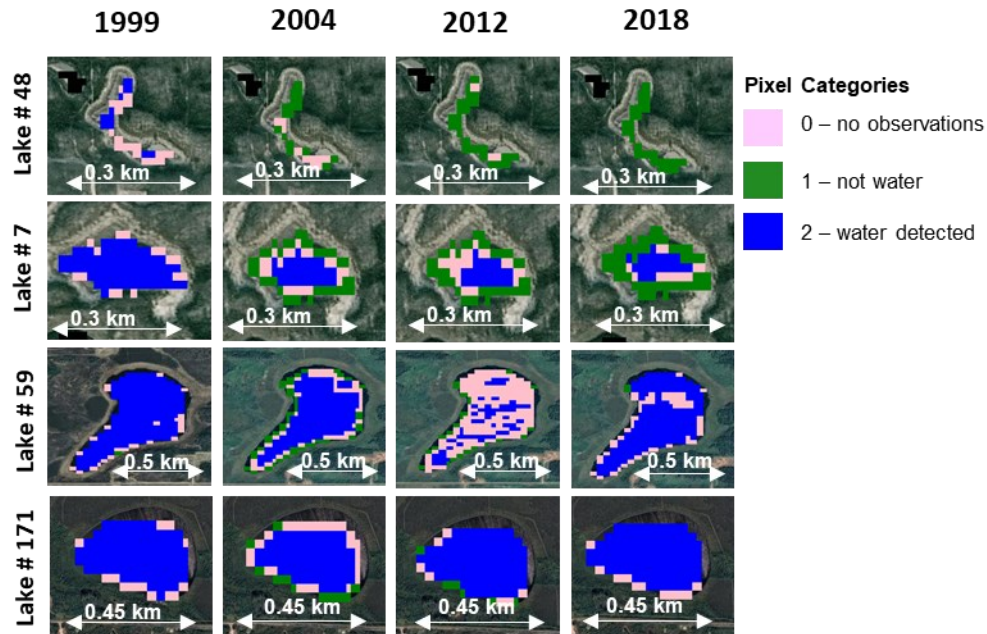 1999 2004 2012 2018
Lake # 48
0.3 km 0.3 km 0.3 km 0.3 km
Lake # 7
0.3 km 0.3 km 0.3 km 0.3 km
Lake # 59
0.5 km 0.5 km 0.5 km 0.5 km
Lake # 171
0.45 km 0.45 km 0.45 km 0.45 km
Pixel Categories
0 – no observations
1 – not water
2 – water detected